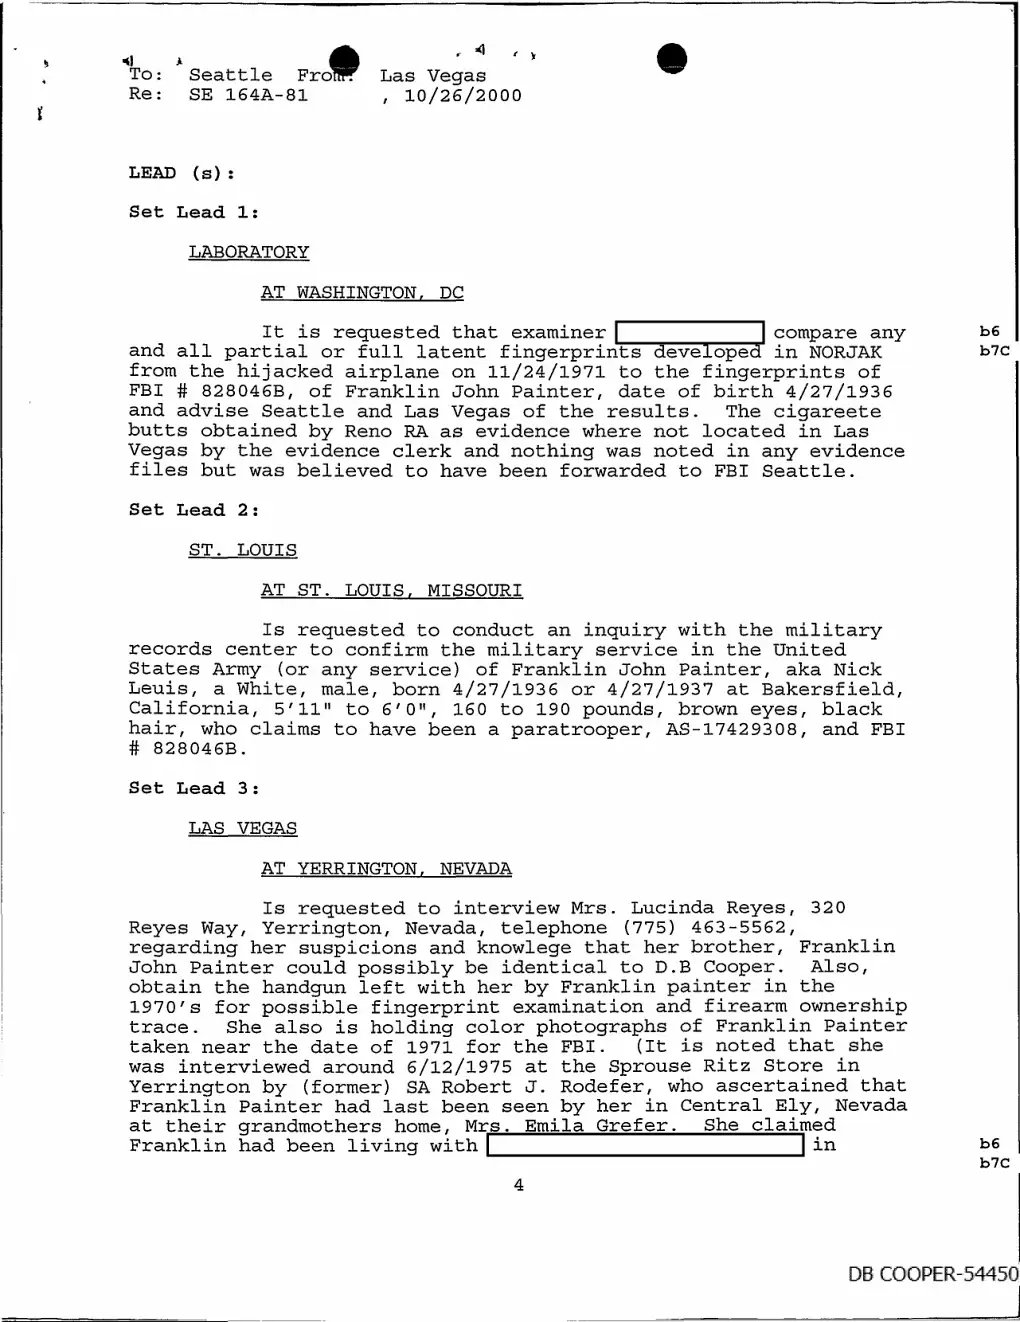 To: Seattle From: Las Vegas
Re: SE 164A-81 , 10/26/2000
LEAD (s):
Set Lead 1:
LABORATORY
AT WASHINGTON, DC
It is requested that examiner compare any
b6
and all partial or full latent fingerprints developed in NORJAK
b7C
from the hijacked airplane on 11/24/1971 to the fingerprints of
FBI # 828046B, of Franklin John Painter, date of birth 4/27/1936
and advise Seattle and Las Vegas of the results. The cigareete
butts obtained by Reno RA as evidence where not located in Las
Vegas by the evidence clerk and nothing was noted in any evidence
files but was believed to have been forwarded to FBI Seattle.
Set Lead 2:
ST. LOUIS
AT ST. LOUIS, MISSOURI
Is requested to conduct an inquiry with the military
records center to confirm the military service in the United
States Army (or any service) of Franklin John Painter, aka Nick
Leuis, a White, male, born 4/27/1936 or 4/27/1937 at Bakersfield,
California, 5'11" to 6'0", 160 to 190 pounds, brown eyes, black
hair, who claims to have been a paratrooper, AS-17429308, and FBI
# 828046B.
Set Lead 3:
LAS VEGAS
AT YERRINGTON, NEVADA
Is requested to interview Mrs. Lucinda Reyes, 320
Reyes Way, Yerrington, Nevada, telephone (775) 463-5562,
regarding her suspicions and knowlege that her brother, Franklin
John Painter could possibly be identical to D.B Cooper. Also,
obtain the handgun left with her by Franklin painter in the
1970's for possible fingerprint examination and firearm ownership
trace. She also is holding color photographs of Franklin Painter
taken near the date of 1971 for the FBI. (It is noted that she
was interviewed around 6/12/1975 at the Sprouse Ritz Store in
Yerrington by (former) SA Robert J. Rodefer, who ascertained that
Franklin Painter had last been seen by her in Central Ely, Nevada
at their grandmothers home, Mrs. Emila Grefer. She claimed
Franklin had been living with in
b6
b7C
4
DB COOPER-54450